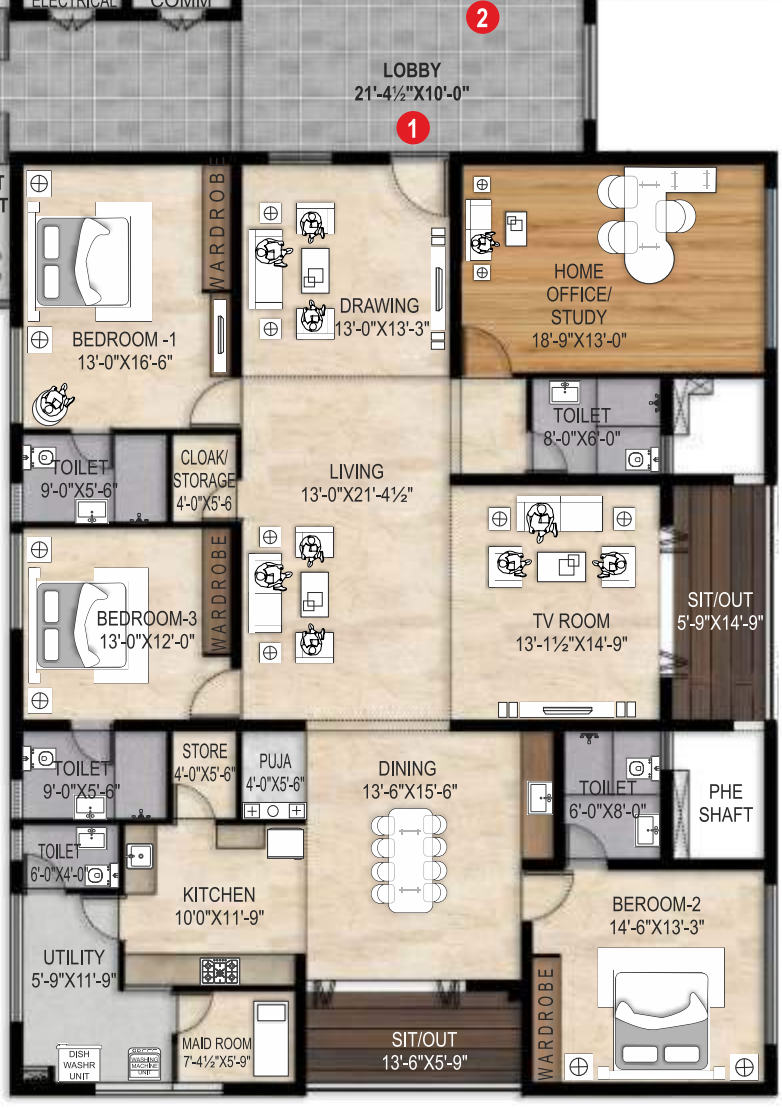 ELECTRICAL
COMM
2
LOBBY
21'-4½"X10'-0"
1
T
T
WARDROBE
BEDROOM -1
13'-0"X16'-6"
DRAWING
13'-0"X13'-3"
HOME
OFFICE/
STUDY
18'-9"X13'-0"
TOILET
8'-0"X6'-0"
TOILET
9'-0"X5'-6"
CLOAK/
STORAGE
4'-0"X5'-6
LIVING
13'-0"X21'-4½"
WARDROBE
BEDROOM-3
13'-0"X12'-0"
TV ROOM
13'-1½"X14'-9"
SIT/OUT
5'-9"X14'-9"
TOILET
9'-0"X5'-6"
STORE
4'-0"X5'-6"
PUJA
4'-0"X5'-6"
DINING
13'-6"X15'-6"
TOILET
6'-0"X8'-0"
PHE
SHAFT
TOILET
6'-0"X4'-0"
KITCHEN
10'0"X11'-9"
BEROOM-2
14'-6"X13'-3"
UTILITY
5'-9"X11'-9"
WARDROBE
MAID ROOM
7'-4½"X5'-9"
SIT/OUT
13'-6"X5'-9"
DISH
WASHR
UNIT
WASHING
MACHINE
UNIT